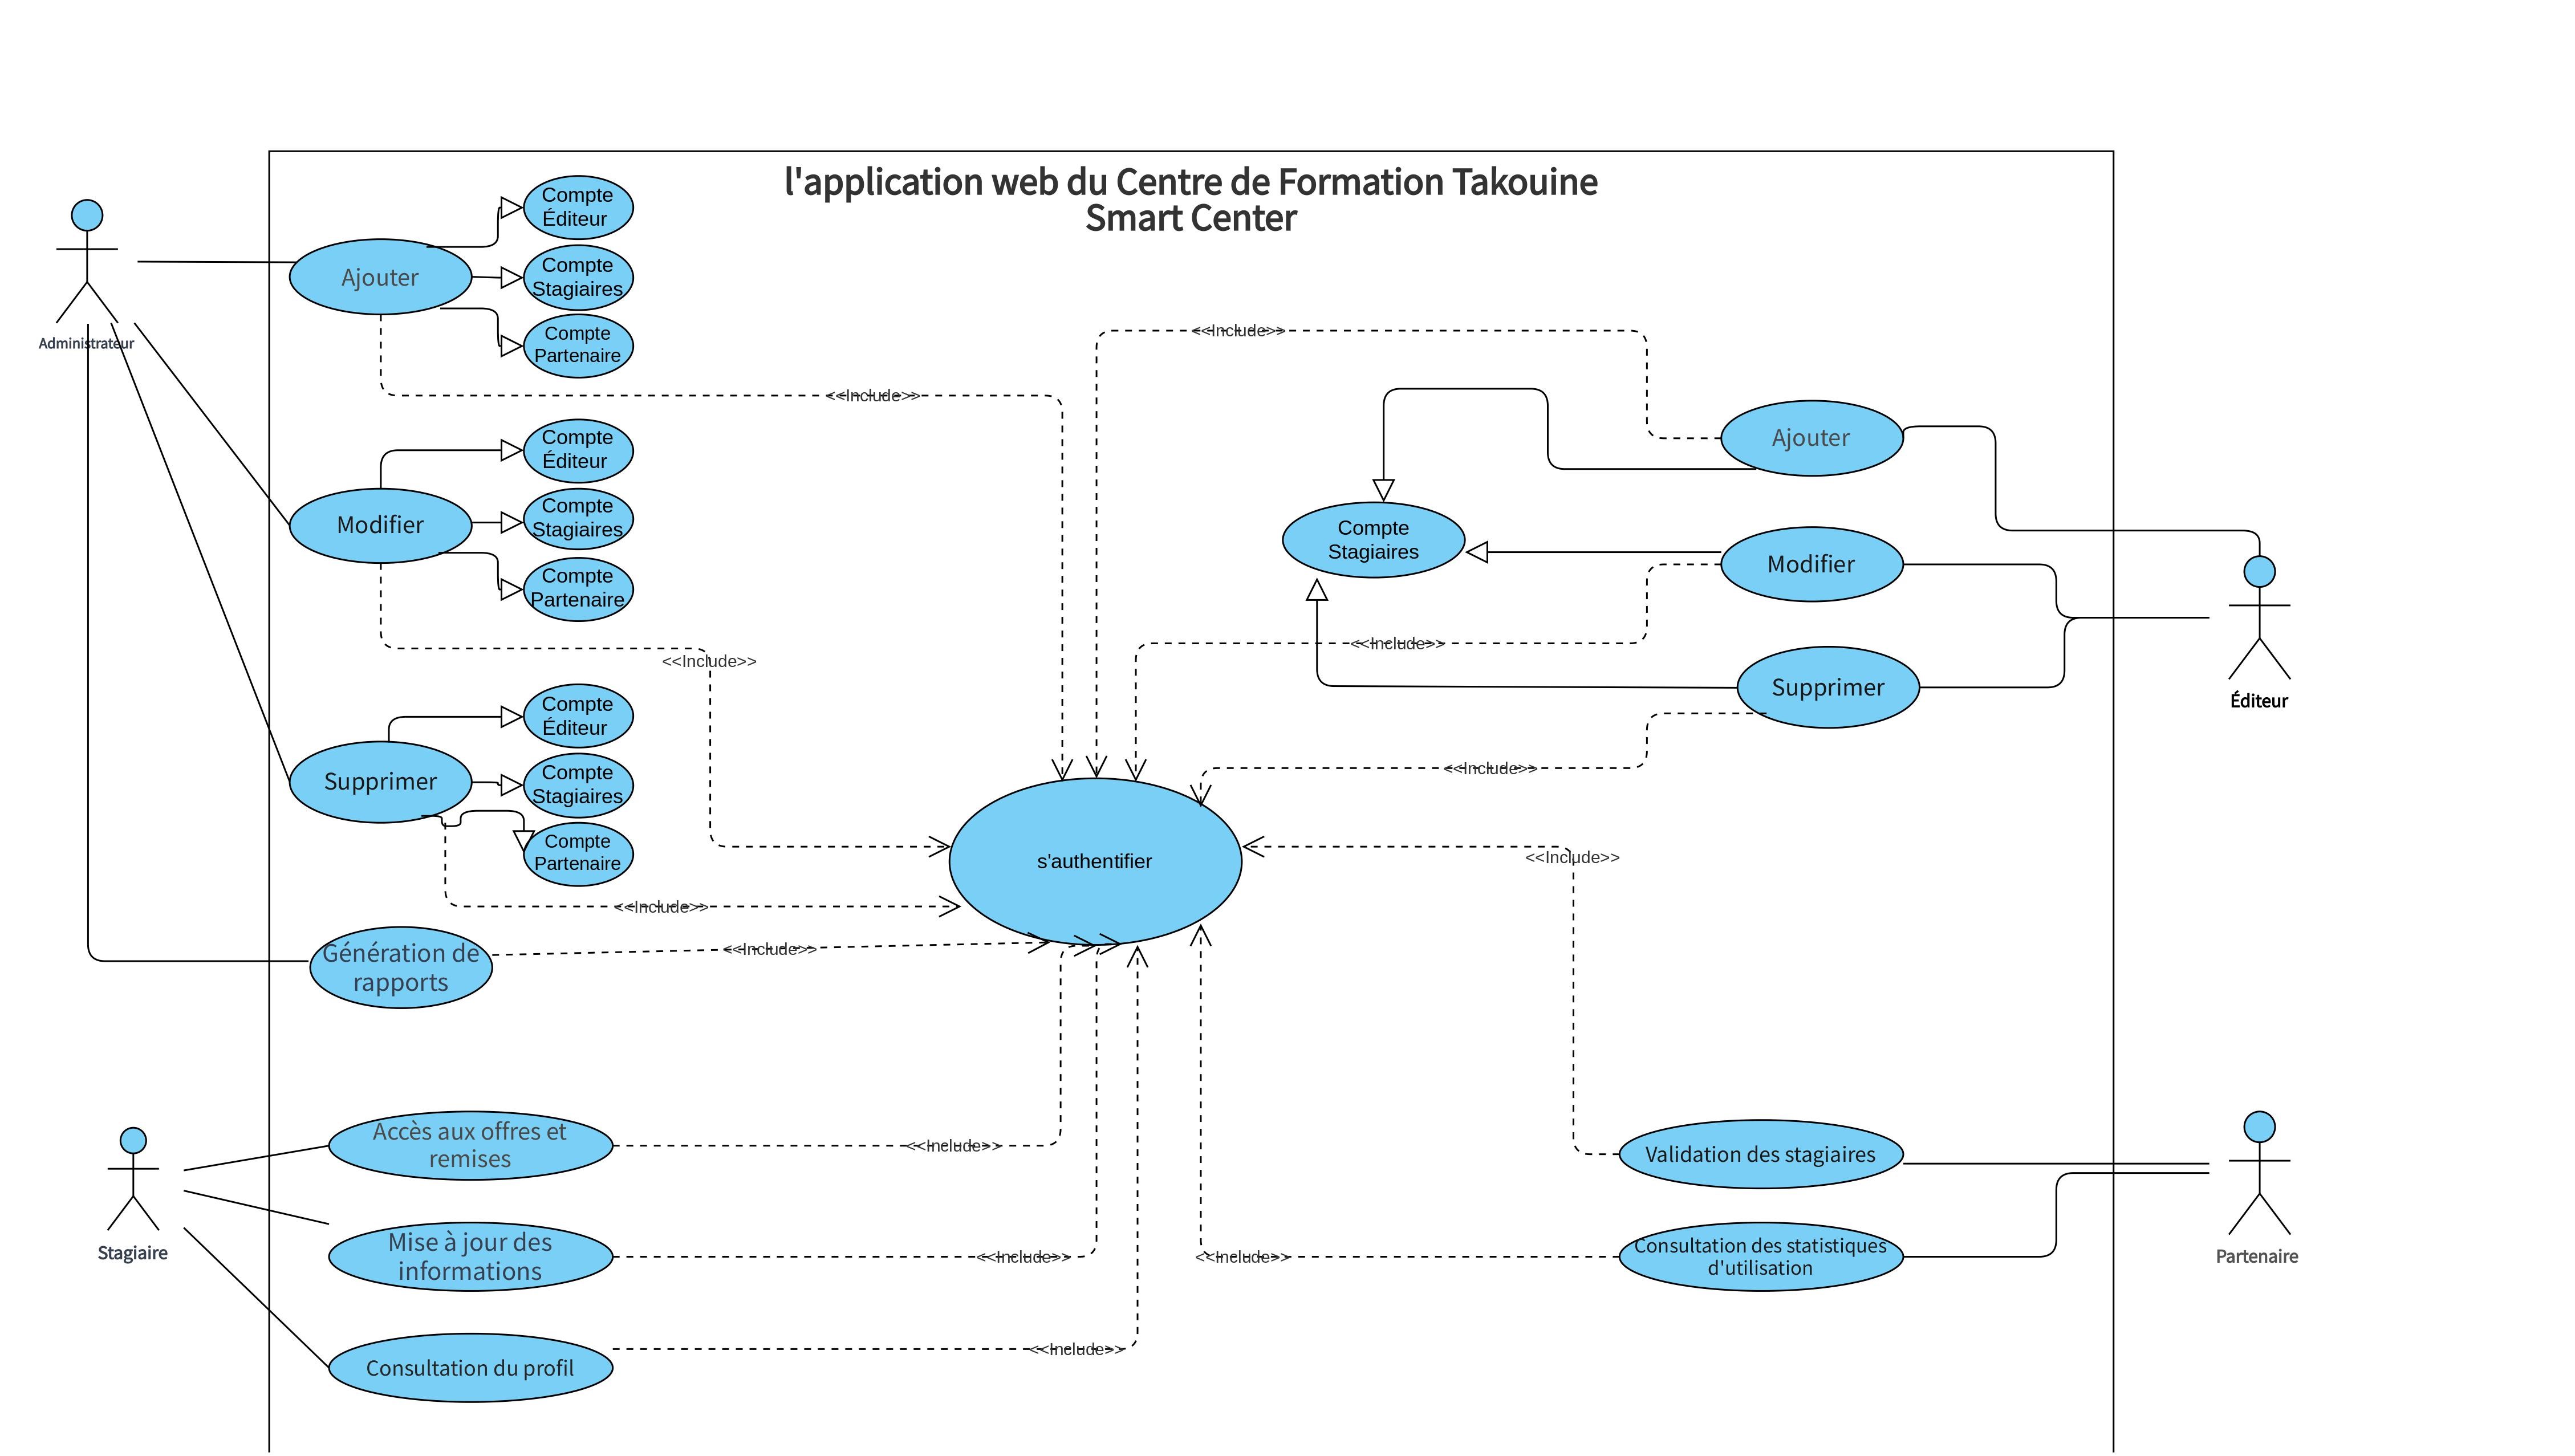 l'application web du Centre de Formation Takouine
Smart Center
Administrateur
Ajouter
Compte
Éditeur
Compte
Stagiaires
Compte
Partenaire
<<Include>>
Modifier
Compte
Éditeur
Compte
Stagiaires
Compte
Partenaire
<<Include>>
Supprimer
Compte
Éditeur
Compte
Stagiaires
Compte
Partenaire
<<Include>>
Génération de
rapports
<<Include>>
s'authentifier
<<Include>>
Ajouter
Compte
Stagiaires
Modifier
<<Include>>
Supprimer
<<Include>>
Éditeur
<<Include>>
Stagiaire
Accès aux offres et
remises
<<Include>>
Mise à jour des
informations
<<Include>>
Consultation du profil
<<Include>>
Validation des stagiaires
<<Include>>
Consultation des statistiques
d'utilisation
Partenaire